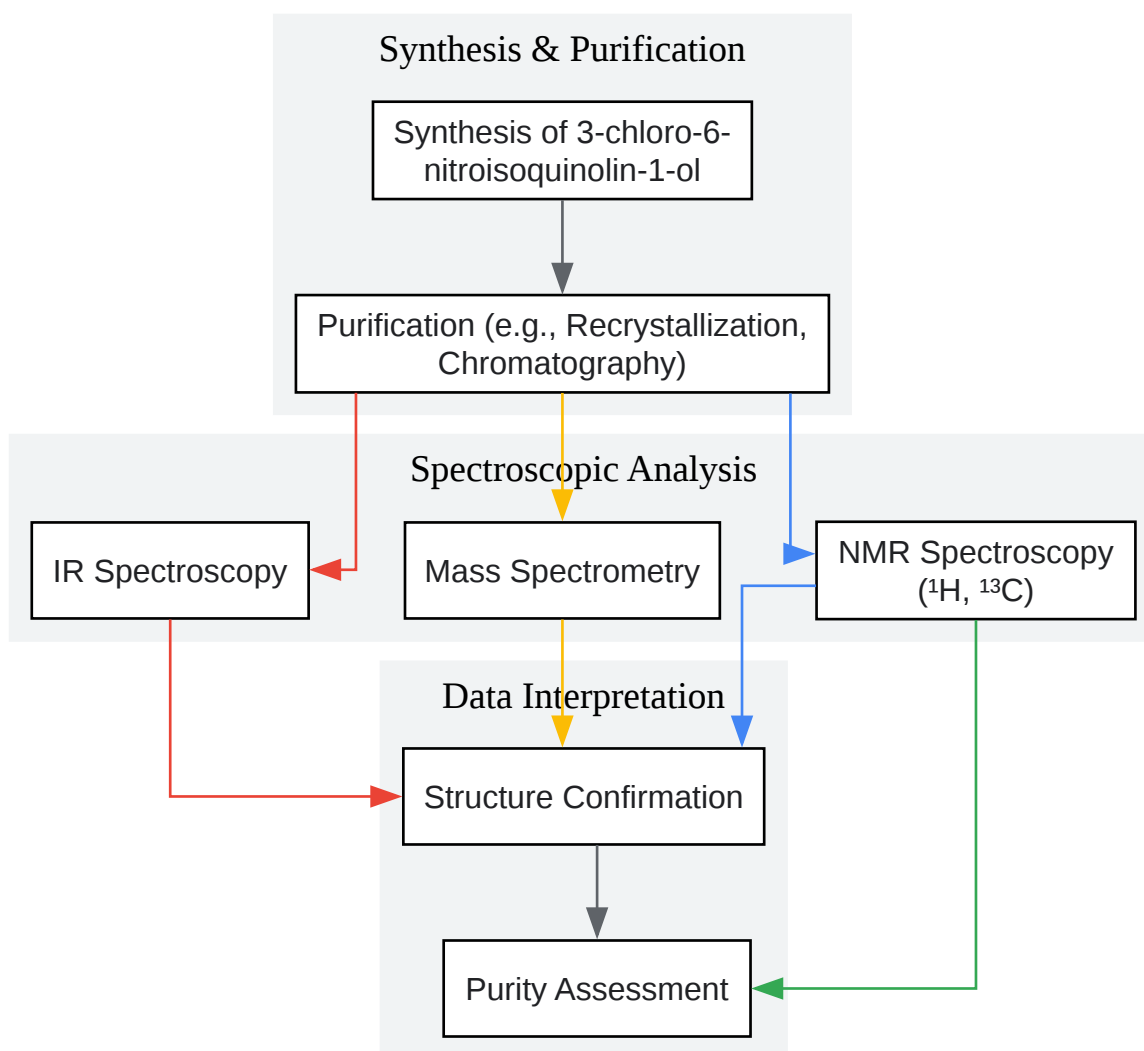 Synthesis & Purification
Synthesis of 3-chloro-6-
nitroisoquinolin-1-ol
Purification (e.g., Recrystallization,
Chromatography)
Spectroscopic Analysis
IR Spectroscopy
Mass Spectrometry
NMR Spectroscopy
(¹H, ¹³C)
Data Interpretation
Structure Confirmation
Purity Assessment